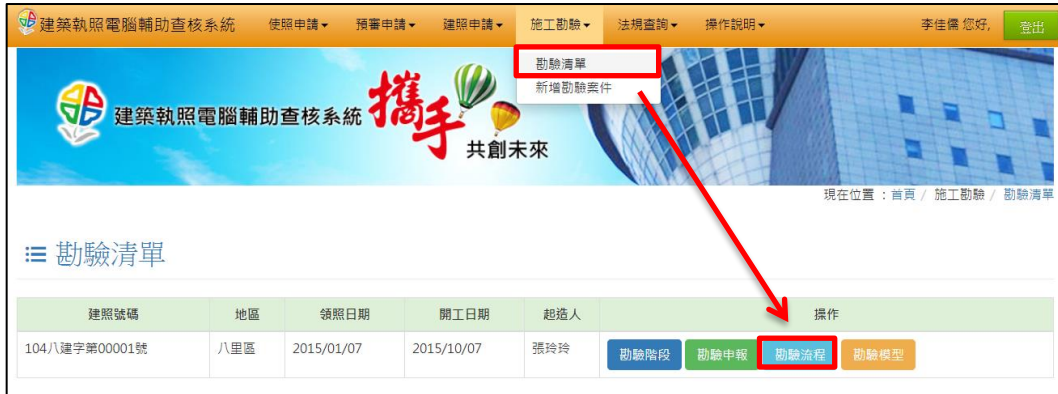 建築執照電腦輔助查核系統 使照申請▾ 預審申請▾ 建照申請▾ 施工勘驗▾ 法規查詢▾ 操作說明▾ 李佳儒 您好, 登出
勘驗清單
新增勘驗案件
建築執照電腦輔助查核系統 攜手
共創未來
現在位置 : 首頁 / 施工勘驗 / 勘驗清單
勘驗清單
建照號碼 地區 領照日期 開工日期 起造人 操作
104八建字第00001號 八里區 2015/01/07 2015/10/07 張玲玲 勘驗階段 勘驗申報 勘驗流程 勘驗模型